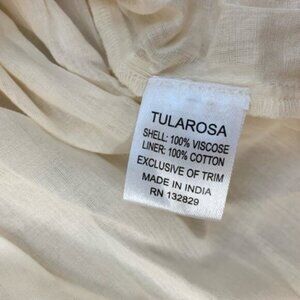 TULAROSA
SHELL: 100% VISCOSE
LINER: 100% COTTON
EXCLUSIVE OF TRIM
MADE IN INDIA
RN 132829